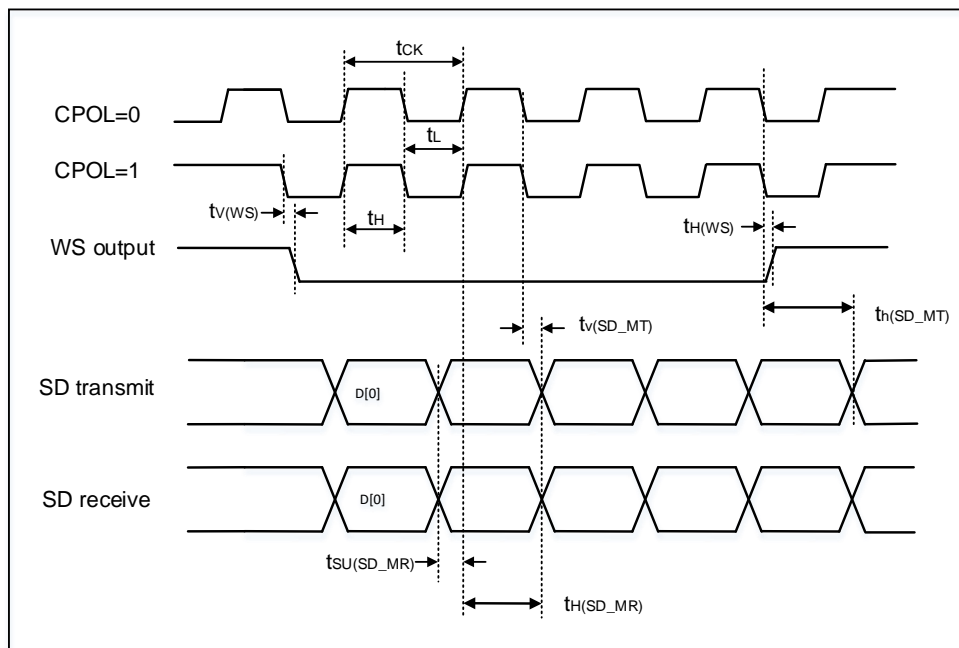 tCK
CPOL=0
tL
CPOL=1
tV(WS)
tH
tH(WS)
WS output
tv(SD_MT)
th(SD_MT)
SD transmit
D[0]
SD receive
D[0]
tSU(SD_MR)
tH(SD_MR)